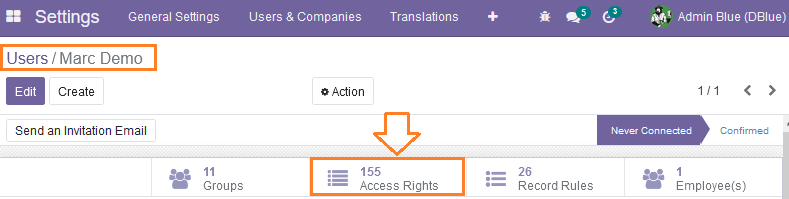 Settings General Settings Users & Companies Translations + 5 3 Admin Blue (DBlue)
Users / Marc Demo
Edit Create Action 1 / 1
Send an Invitation Email Never Connected Confirmed
11 155 26 1
Groups Access Rights Record Rules Employee(s)